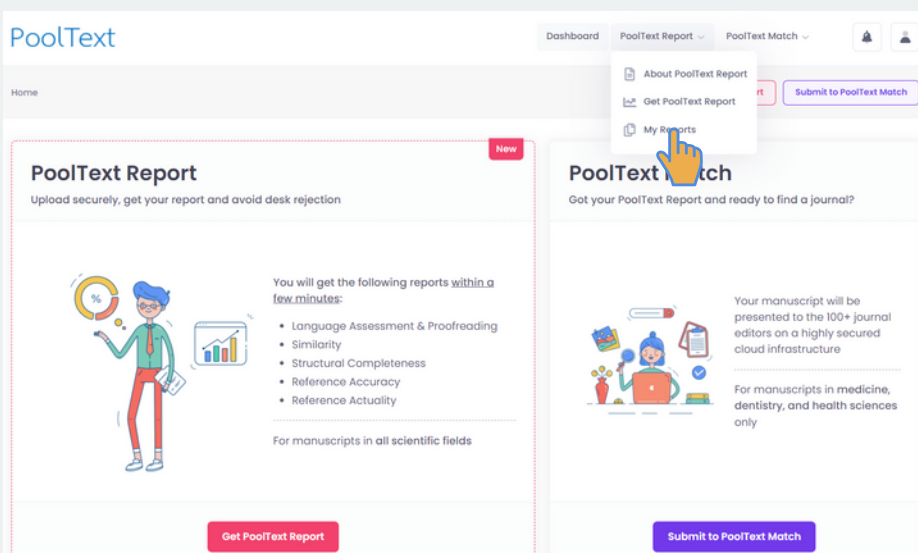 PoolText
Dashboard
PoolText Report
PoolText Match
About PoolText Report
Get PoolText Report
My Reports
Home
Submit to PoolText Match
New
PoolText Report
Upload securely, get your report and avoid desk rejection
%
You will get the following reports within a
few minutes:
Language Assessment & Proofreading
Similarity
Structural Completeness
Reference Accuracy
Reference Actuality
For manuscripts in all scientific fields
Get PoolText Report
PoolText Match
Got your PoolText Report and ready to find a journal?
Your manuscript will be
presented to the 100+ journal
editors on a highly secured
cloud infrastructure
For manuscripts in medicine,
dentistry, and health sciences
only
Submit to PoolText Match